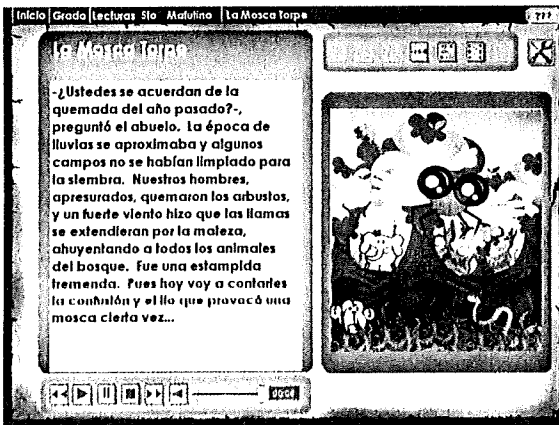 Inicio Grado Lecturas 5to Matutino La Mosca Torpe
La Mosca Torpe
-¿Ustedes se acuerdan de la
quemada del año pasado?-,
preguntó el abuelo. La época de
lluvias se aproximaba y algunos
campos no se habían limpiado para
la siembra. Nuestros hombres,
apresurados, quemaron los arbustos,
y un fuerte viento hizo que las llamas
se extendieran por la maleza,
ahuyentando a todos los animales
del bosque. Fue una estampida
tremenda. Pues hoy voy a contarles
la confusión y el lío que provocó una
mosca cierta vez...